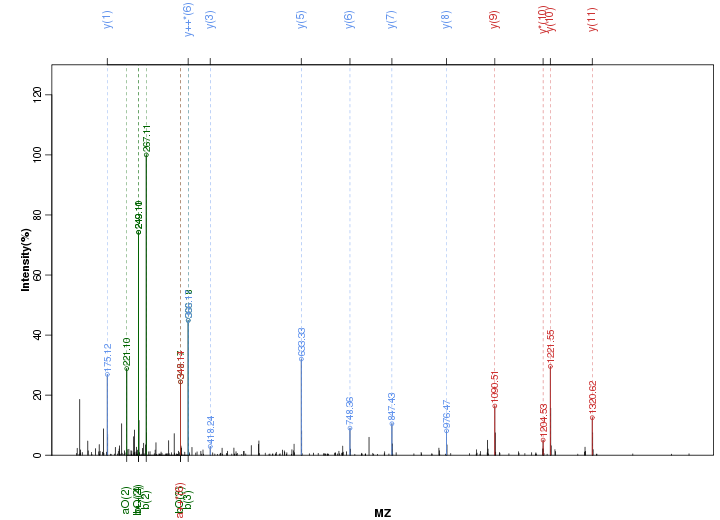 y(1)
y++*(6)
y(3)
y(5)
y(6)
y(7)
y(8)
y(9)
y*(10)
y(10)
y(11)
Intensity(%)
0
20
40
60
80
100
120
175.12
221.10
249.10
267.11
348.17
366.18
418.24
633.33
748.36
847.43
976.47
1090.51
1204.53
1221.55
1320.62
aO(2)
b(2)
b(3)
MZ